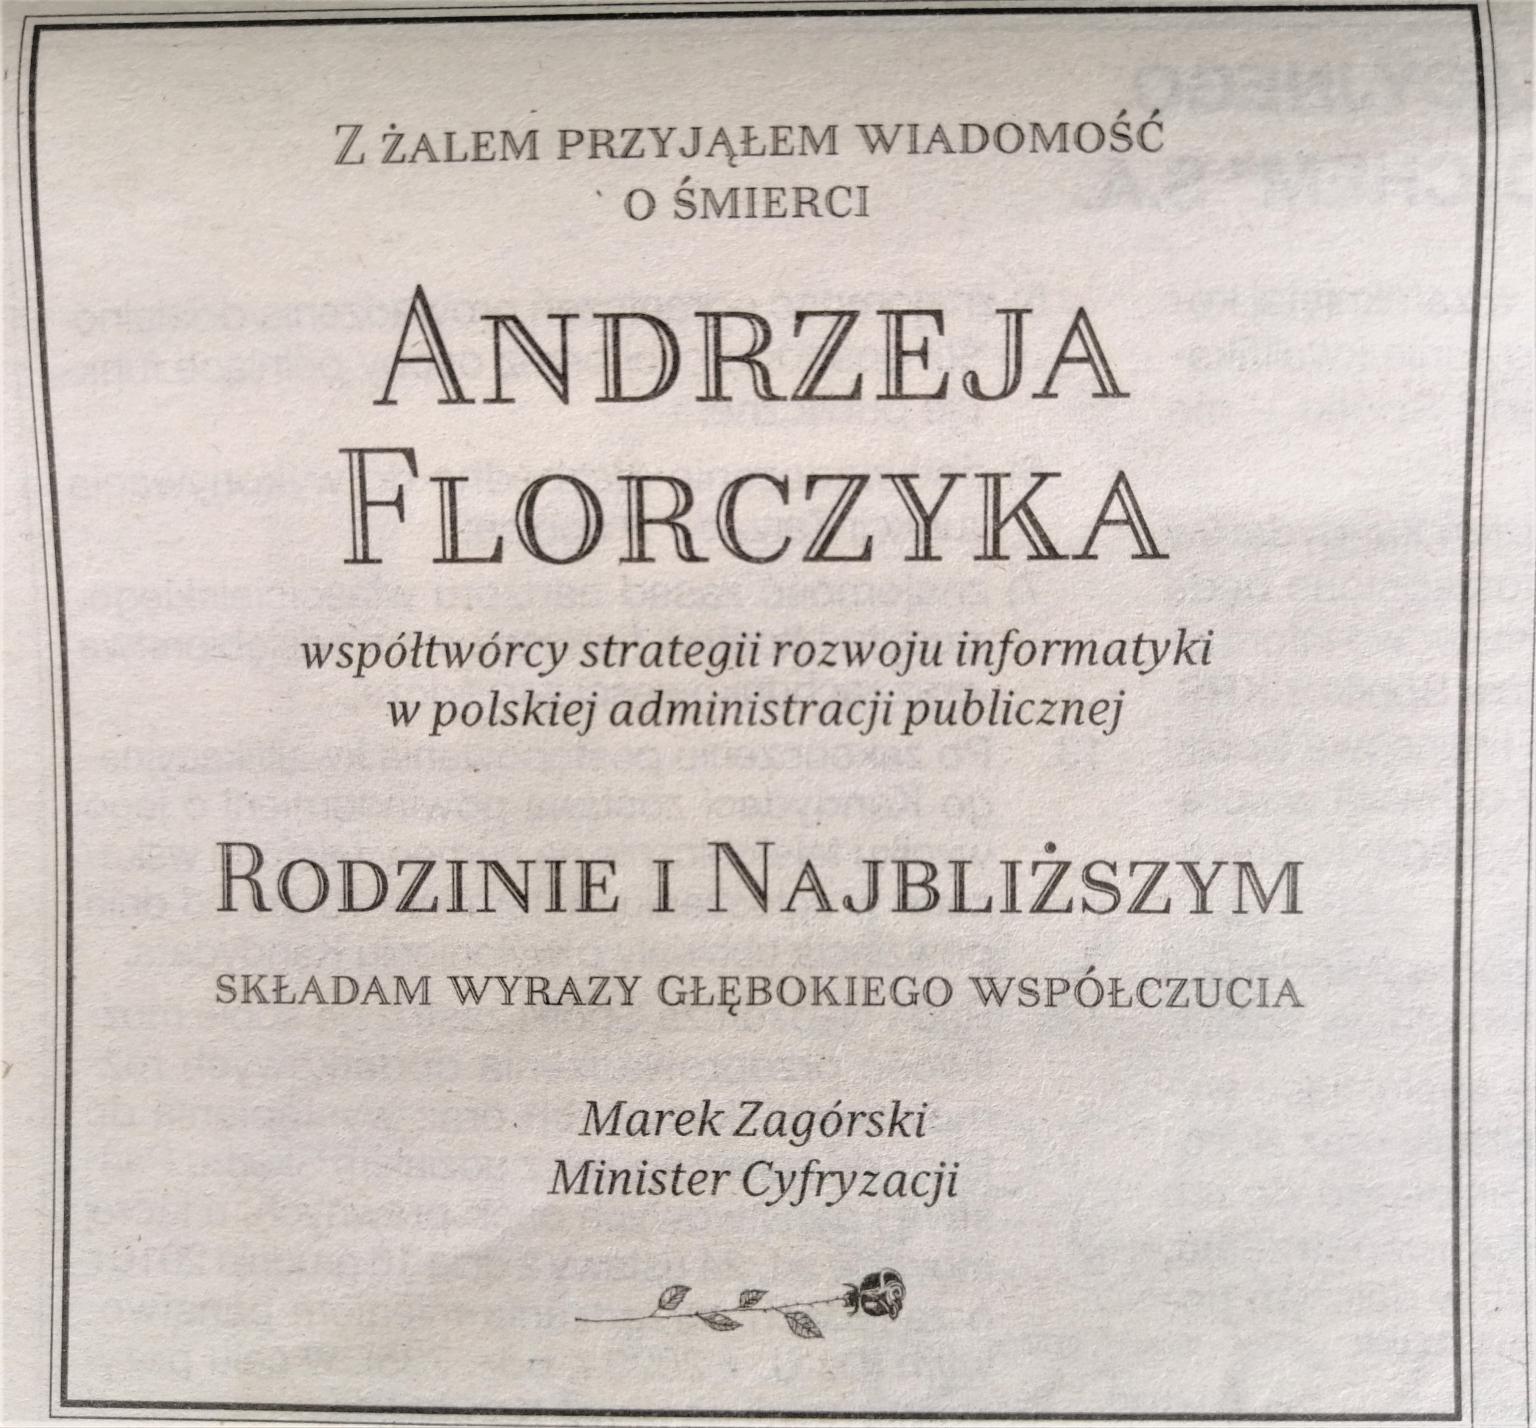 Z ŻALEM PRZYJĄŁEM WIADOMOŚĆ
O ŚMIERCI
ANDRZEJA
FLORCZYKA
współtwórcy strategii rozwoju informatyki
w polskiej administracji publicznej
RODZINIE I NAJBLIŻSZYM
SKŁADAM WYRAZY GŁĘBOKIEGO WSPÓŁCZUCIA
Marek Zagórski
Minister Cyfryzacji